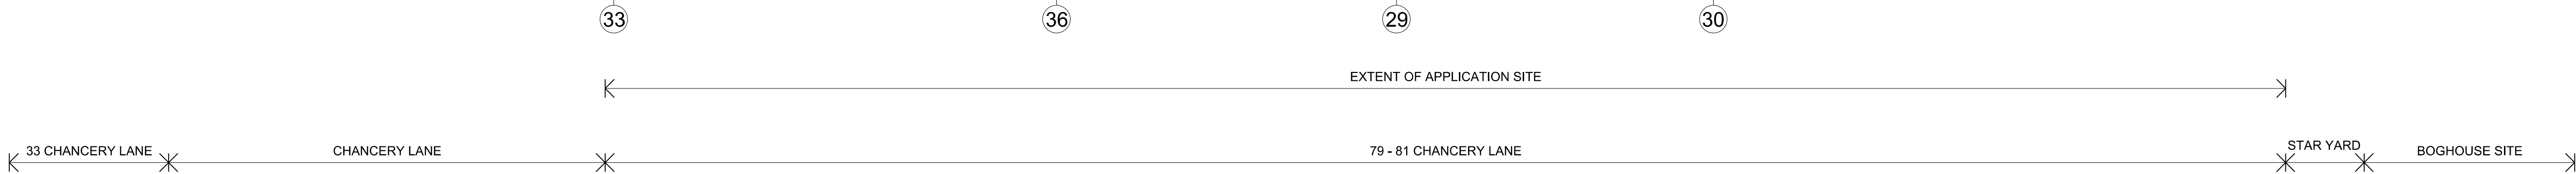 33 36 29 30
EXTENT OF APPLICATION SITE
33 CHANCERY LANE CHANCERY LANE 79 - 81 CHANCERY LANE STAR YARD BOGHOUSE SITE